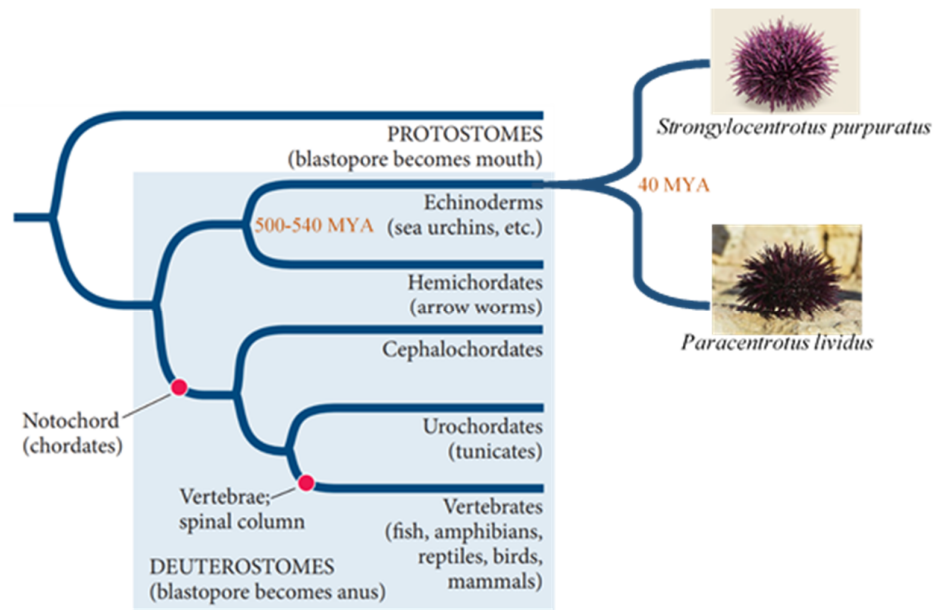 Strongylocentrotus purpuratus
PROTOSTOMES
(blastopore becomes mouth)
40 MYA
Echinoderms
(sea urchins, etc.)
500-540 MYA
Hemichordates
(arrow worms)
Paracentrotus lividus
Cephalochordates
Notochord
(chordates)
Urochordates
(tunicates)
Vertebrae;
spinal column
Vertebrates
(fish, amphibians,
reptiles, birds,
mammals)
DEUTEROSTOMES
(blastopore becomes anus)